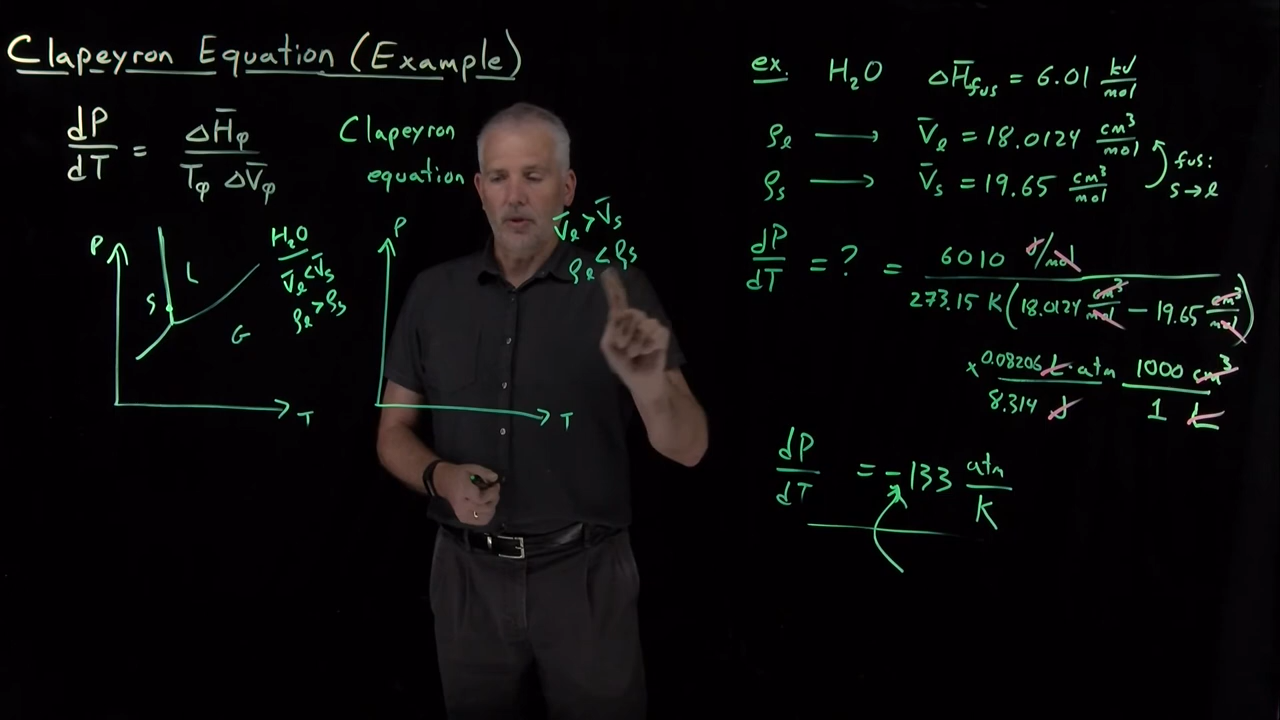 Clapeyron Equation (Example)
dP/dT = ΔH̄φ / Tφ ΔV̄φ
Clapeyron
equation
P
S
L
G
T
H₂O
V̄ℓ < V̄s
ρℓ > ρs
P
T
V̄ℓ > V̄s
ρℓ < ρs
ex. H₂O ΔH̄fus = 6.01 kJ/mol
ρℓ → V̄ℓ = 18.0124 cm³/mol
ρs → V̄s = 19.65 cm³/mol
fus:
s→ℓ
dP/dT = ? = 6010 J/mol / 273.15 K (18.0124 cm³/mol − 19.65 cm³/mol)
× 0.08206 L·atm / 8.314 J 1000 cm³ / 1 L
dP/dT = −133 atm/K